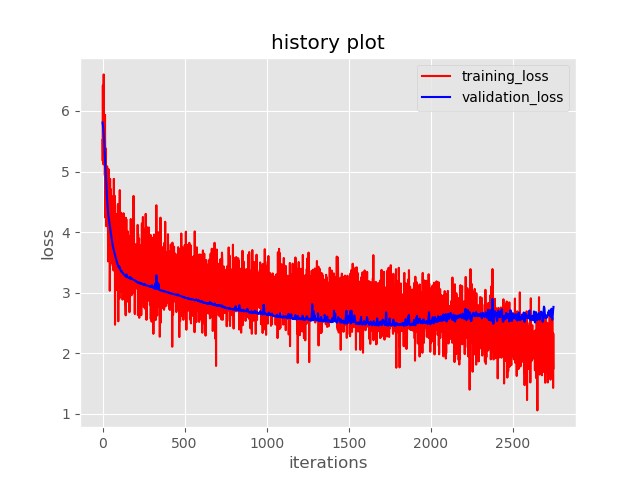 history plot
training_loss
validation_loss
6
5
4
3
2
1
loss
0 500 1000 1500 2000 2500
iterations